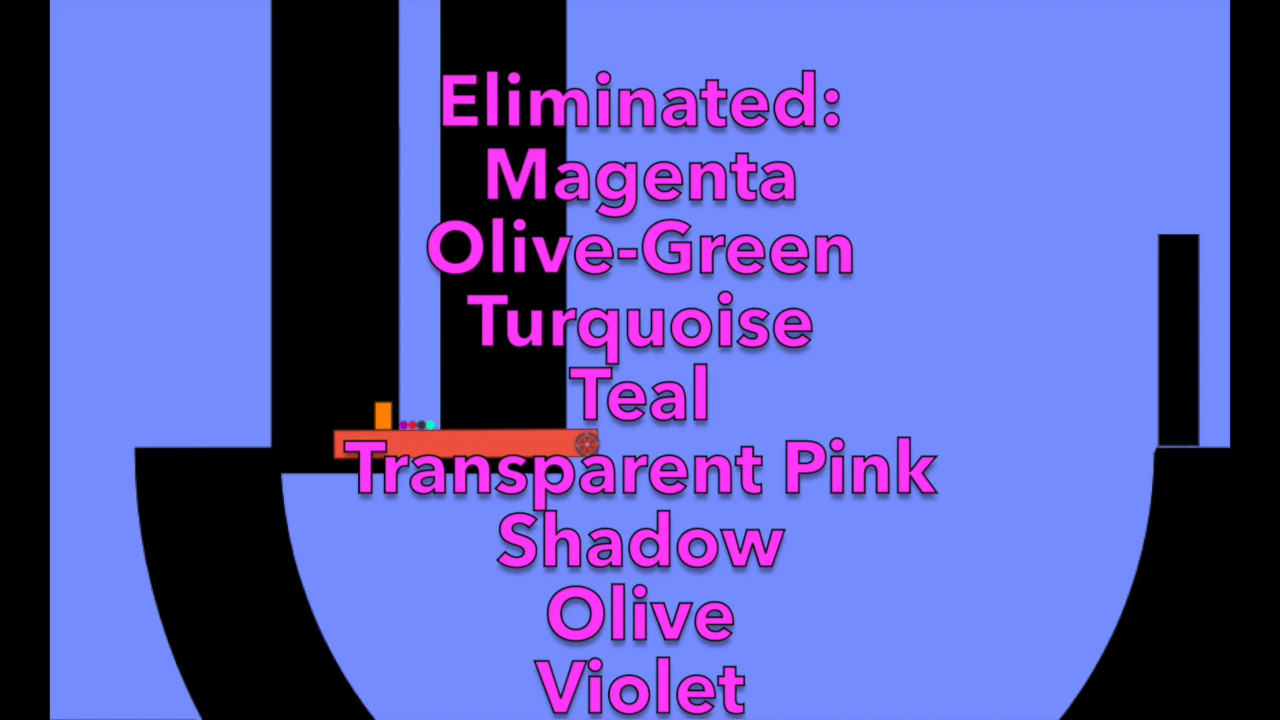 Eliminated:
Magenta
Olive-Green
Turquoise
Teal
Transparent Pink
Shadow
Olive
Violet